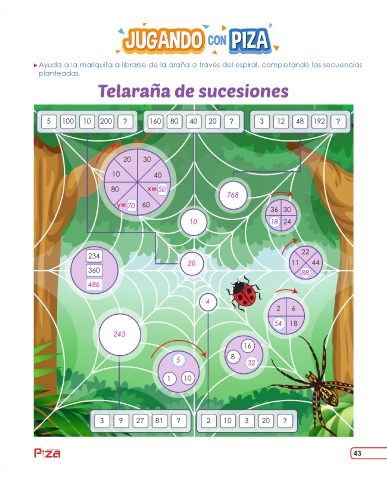 JUGANDO CON PIZA
Ayuda a la mariquita a librarse de la araña a través del espiral, completando las secuencias
planteadas.
Telaraña de sucesiones
5 100 10 200 ?
160 80 40 20 ?
3 12 48 192 ?
20 30
10 40
80 x= 50
y= 70 60
768
36 30
18 24
10
234
360
486
20
22
11 44
88
4
2 6
54 18
243
5
1 10
16
8 32
3 9 27 81 ?
2 10 3 20 ?
PIZA
43